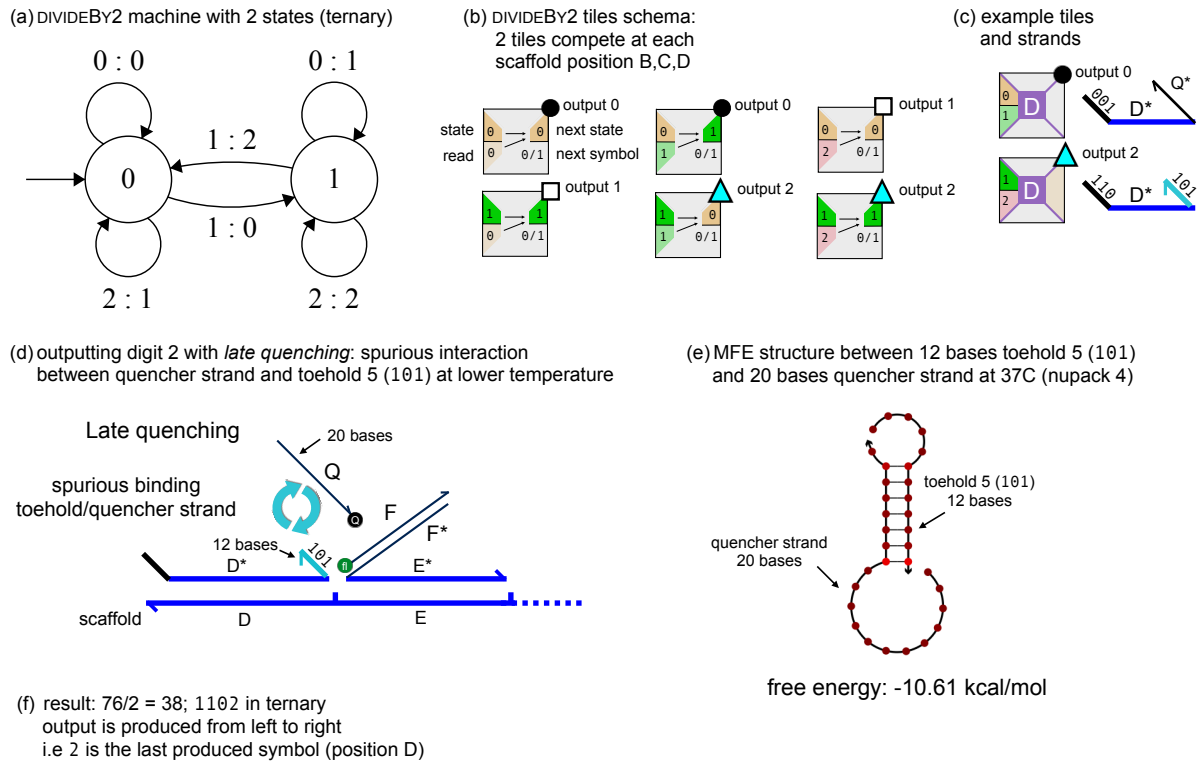 (a) DIVIDEBY2 machine with 2 states (ternary)
0 : 0
0 : 1
1 : 2
0
1
1 : 0
2 : 1
2 : 2
(b) DIVIDEBY2 tiles schema:
2 tiles compete at each
scaffold position B,C,D
output 0
state
0
0
next state
read
0
0/1
next symbol
output 0
0
1
1
0/1
output 1
0
0
2
0/1
output 1
1
1
0
0/1
output 2
1
0
1
0/1
output 2
1
1
2
0/1
(c) example tiles
and strands
output 0
0
1
D
001
D*
Q*
output 2
1
2
D
110
D*
101
(d) outputting digit 2 with late quenching: spurious interaction
between quencher strand and toehold 5 (101) at lower temperature
Late quenching
20 bases
Q
spurious binding
toehold/quencher strand
Q
F
F*
12 bases
101
fl
D*
E*
scaffold
D
E
(e) MFE structure between 12 bases toehold 5 (101)
and 20 bases quencher strand at 37C (nupack 4)
toehold 5 (101)
12 bases
quencher strand
20 bases
free energy: -10.61 kcal/mol
(f) result: 76/2 = 38; 1102 in ternary
output is produced from left to right
i.e 2 is the last produced symbol (position D)